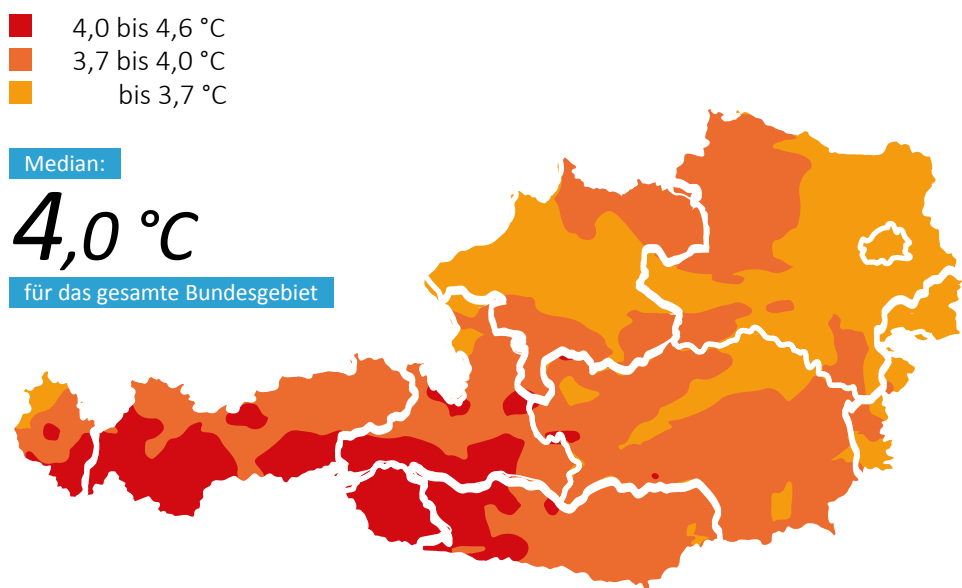 4,0 bis 4,6 °C
3,7 bis 4,0 °C
bis 3,7 °C
Median:
4,0 °C
für das gesamte Bundesgebiet